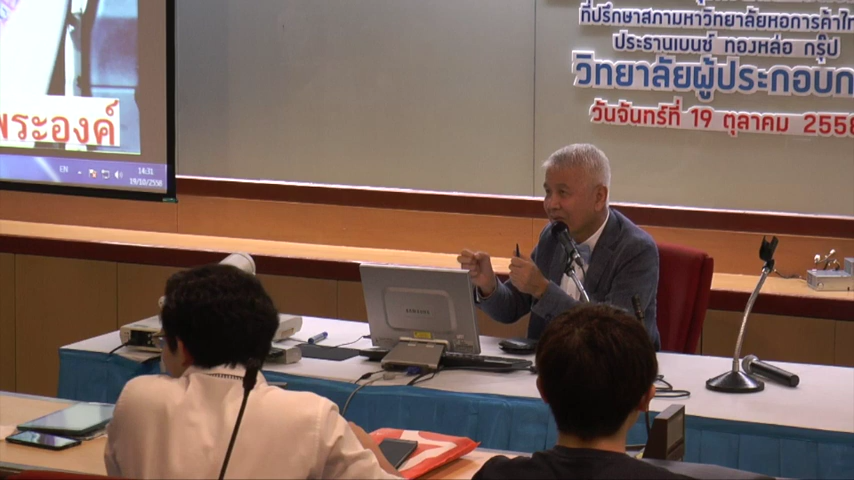 ที่ปรึกษาสภามหาวิทยาลัยหอการค้าไท
ประธานเบนซ์ ทองหล่อ กรุ๊ป
วิทยาลัยผู้ประกอบก
วันจันทร์ที่ 19 ตุลาคม 2558
พระองค์
EN
14:31
19/10/2558
SAMSUNG